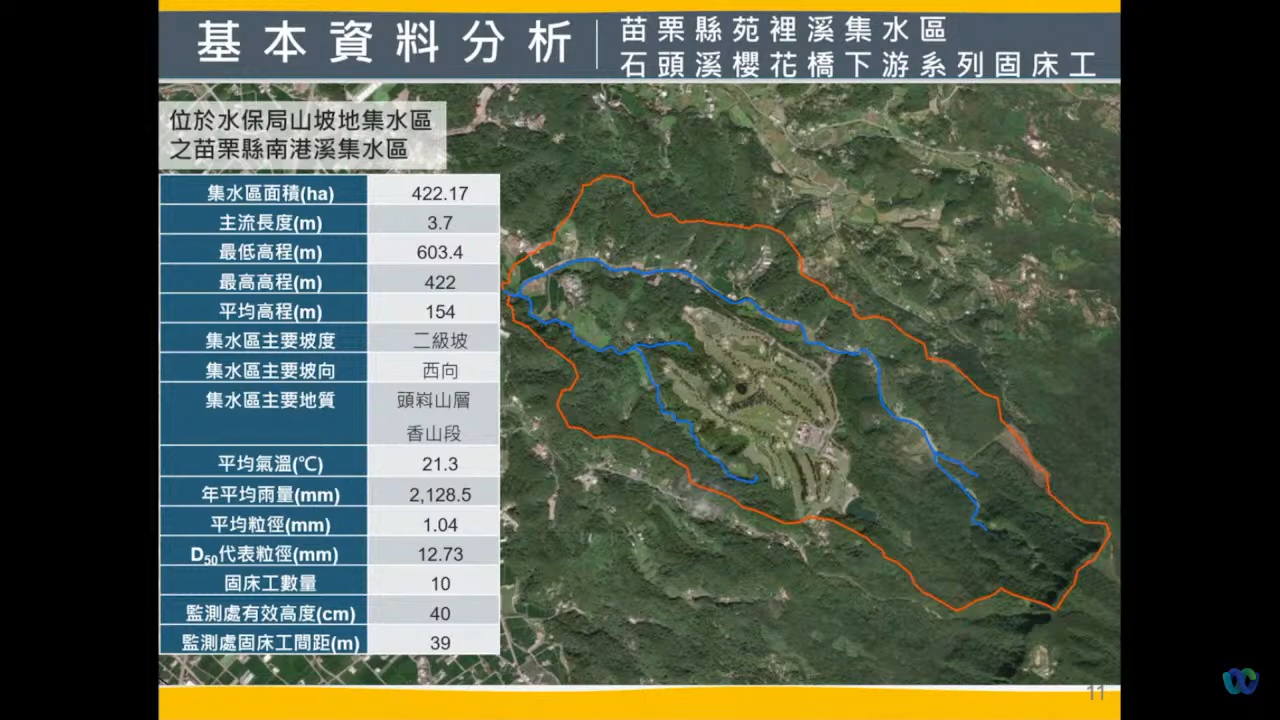 基本資料分析
苗栗縣苑裡溪集水區
石頭溪櫻花橋下游系列固床工
位於水保局山坡地集水區
之苗栗縣南港溪集水區
集水區面積(ha) 422.17
主流長度(m) 3.7
最低高程(m) 603.4
最高高程(m) 422
平均高程(m) 154
集水區主要坡度 二級坡
集水區主要坡向 西向
集水區主要地質 頭嵙山層
香山段
平均氣溫(℃) 21.3
年平均雨量(mm) 2,128.5
平均粒徑(mm) 1.04
D50代表粒徑(mm) 12.73
固床工數量 10
監測處有效高度(cm) 40
監測處固床工間距(m) 39
11